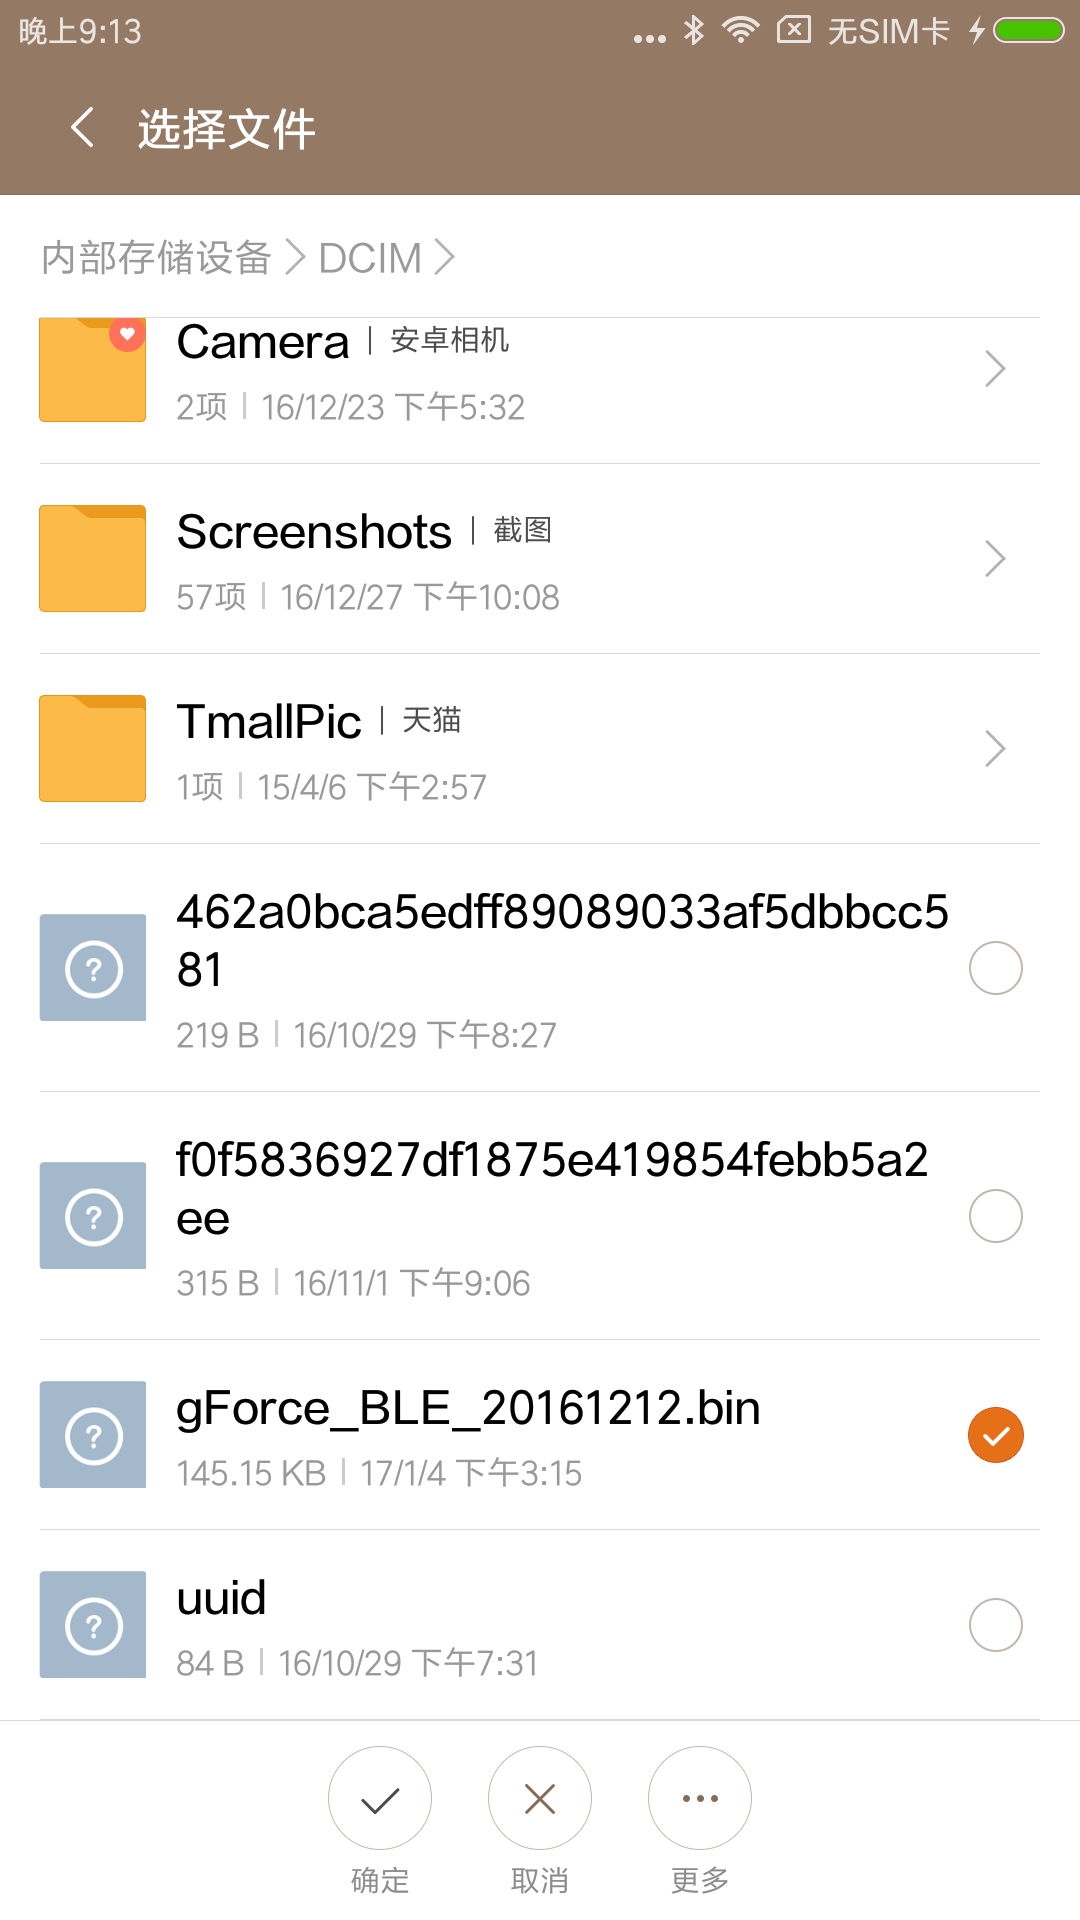 晚上9:13 ... 无SIM卡
选择文件
内部存储设备 DCIM
Camera 安卓相机
2项 16/12/23 下午5:32
Screenshots 截图
57项 16/12/27 下午10:08
TmallPic 天猫
1项 15/4/6 下午2:57
462a0bca5edff89089033af5dbbcc5
81
219 B 16/10/29 下午8:27
f0f5836927df1875e419854febb5a2
ee
315 B 16/11/1 下午9:06
gForce_BLE_20161212.bin
145.15 KB 17/1/4 下午3:15
uuid
84 B 16/10/29 下午7:31
确定 取消 更多